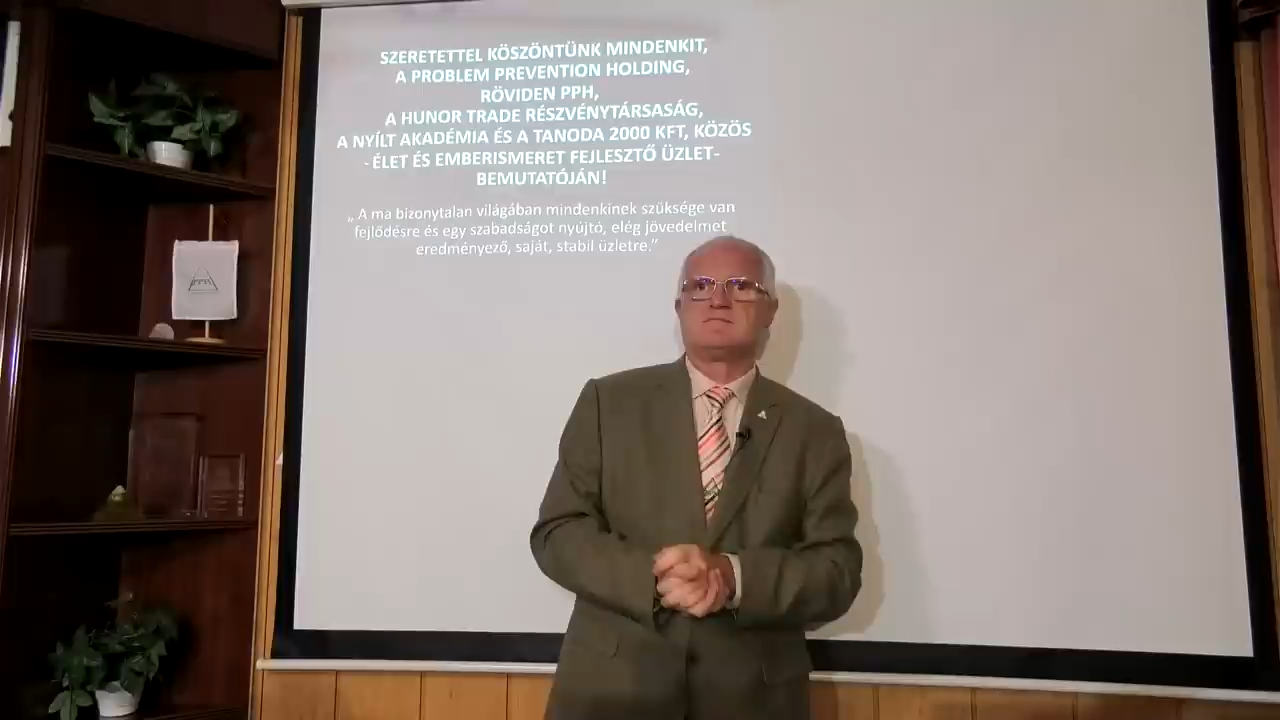 SZERETETTEL KÖSZÖNTÜNK MINDENKIT,
A PROBLEM PREVENTION HOLDING,
RÖVIDEN PPH,
A HUNOR TRADE RÉSZVÉNYTÁRSASÁG,
A NYÍLT AKADÉMIA ÉS A TANODA 2000 KFT, KÖZÖS
- ÉLET ÉS EMBERISMERET FEJLESZTŐ ÜZLET-
BEMUTATÓJÁN!
„ A ma bizonytalan világában mindenkinek szüksége van
fejlődésre és egy szabadságot nyújtó, elég jövedelmet
eredményező, saját, stabil üzletre.”